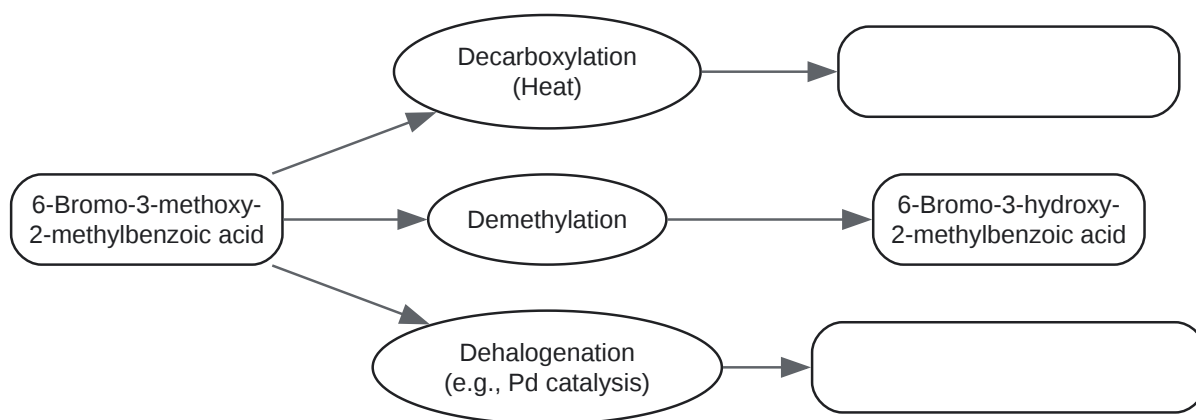 Decarboxylation
(Heat)
6-Bromo-3-methoxy-
2-methylbenzoic acid
Demethylation
6-Bromo-3-hydroxy-
2-methylbenzoic acid
Dehalogenation
(e.g., Pd catalysis)